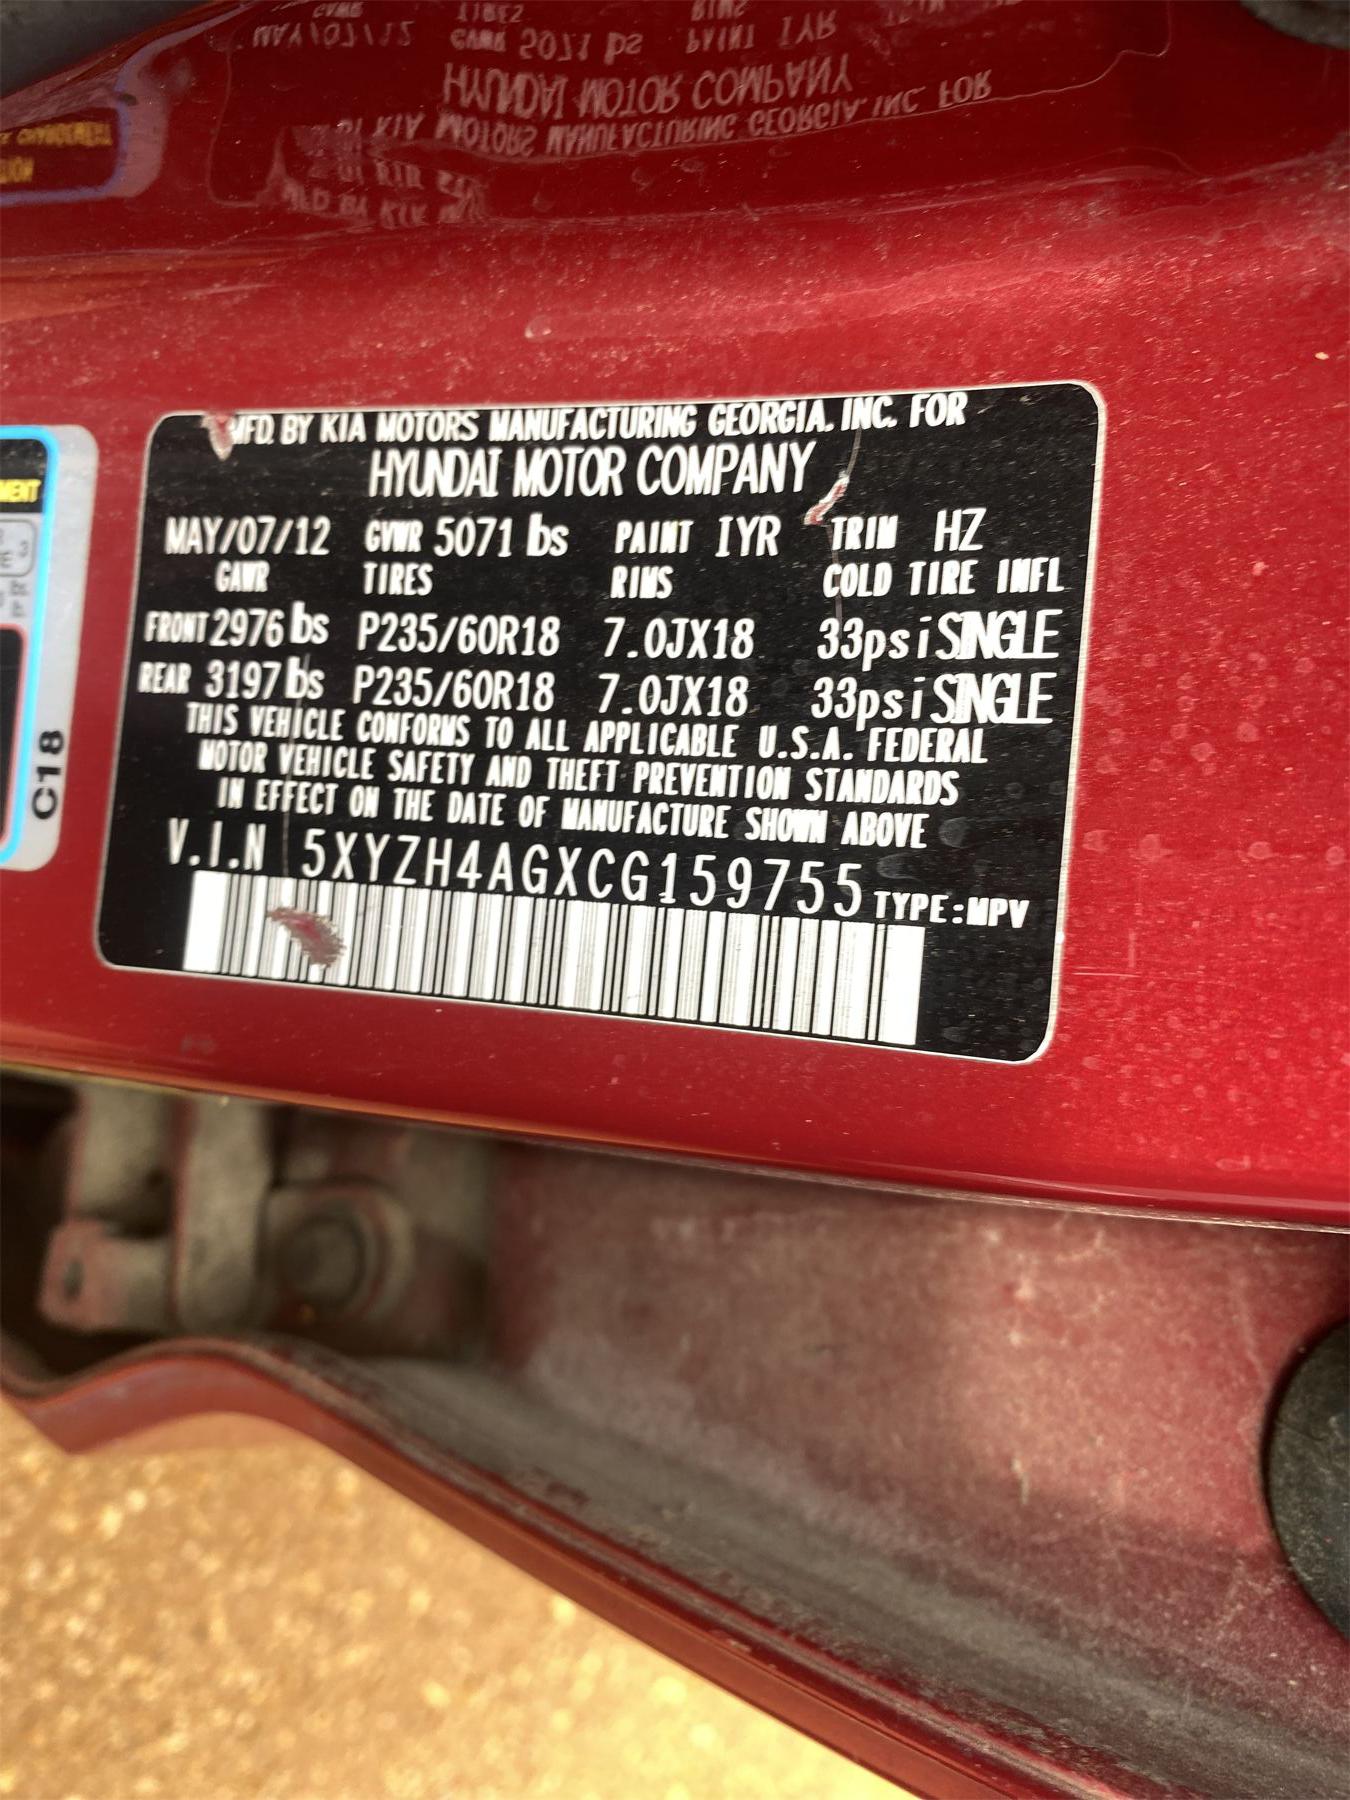 MFD. BY KIA MOTORS MANUFACTURING GEORGIA. INC. FOR
HYUNDAI MOTOR COMPANY
MAY/07/12 GVWR 5071 lbs PAINT IYR TRIM HZ
GAWR TIRES RIMS COLD TIRE INFL
FRONT 2976 lbs P235/60R18 7.0JX18 33psi SINGLE
REAR 3197 lbs P235/60R18 7.0JX18 33psi SINGLE
THIS VEHICLE CONFORMS TO ALL APPLICABLE U.S.A. FEDERAL
MOTOR VEHICLE SAFETY AND THEFT PREVENTION STANDARDS
IN EFFECT ON THE DATE OF MANUFACTURE SHOWN ABOVE
V.I.N 5XYZH4AGXCG159755 TYPE:MPV
C18